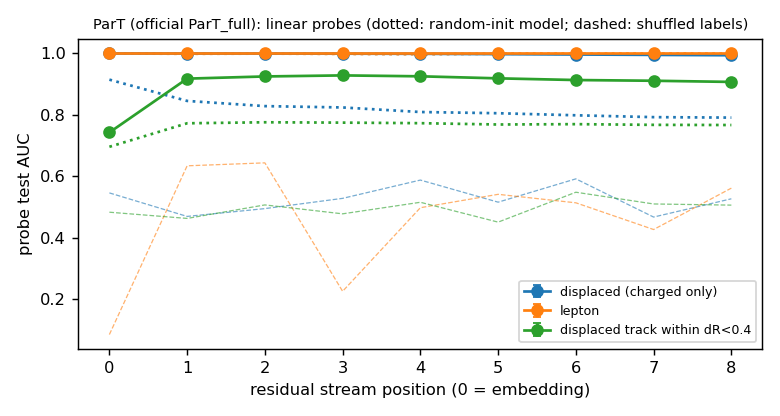 ParT (official ParT_full): linear probes (dotted: random-init model; dashed: shuffled labels)
1.0
0.8
0.6
0.4
0.2
probe test AUC
displaced (charged only)
lepton
displaced track within dR<0.4
0 1 2 3 4 5 6 7 8
residual stream position (0 = embedding)